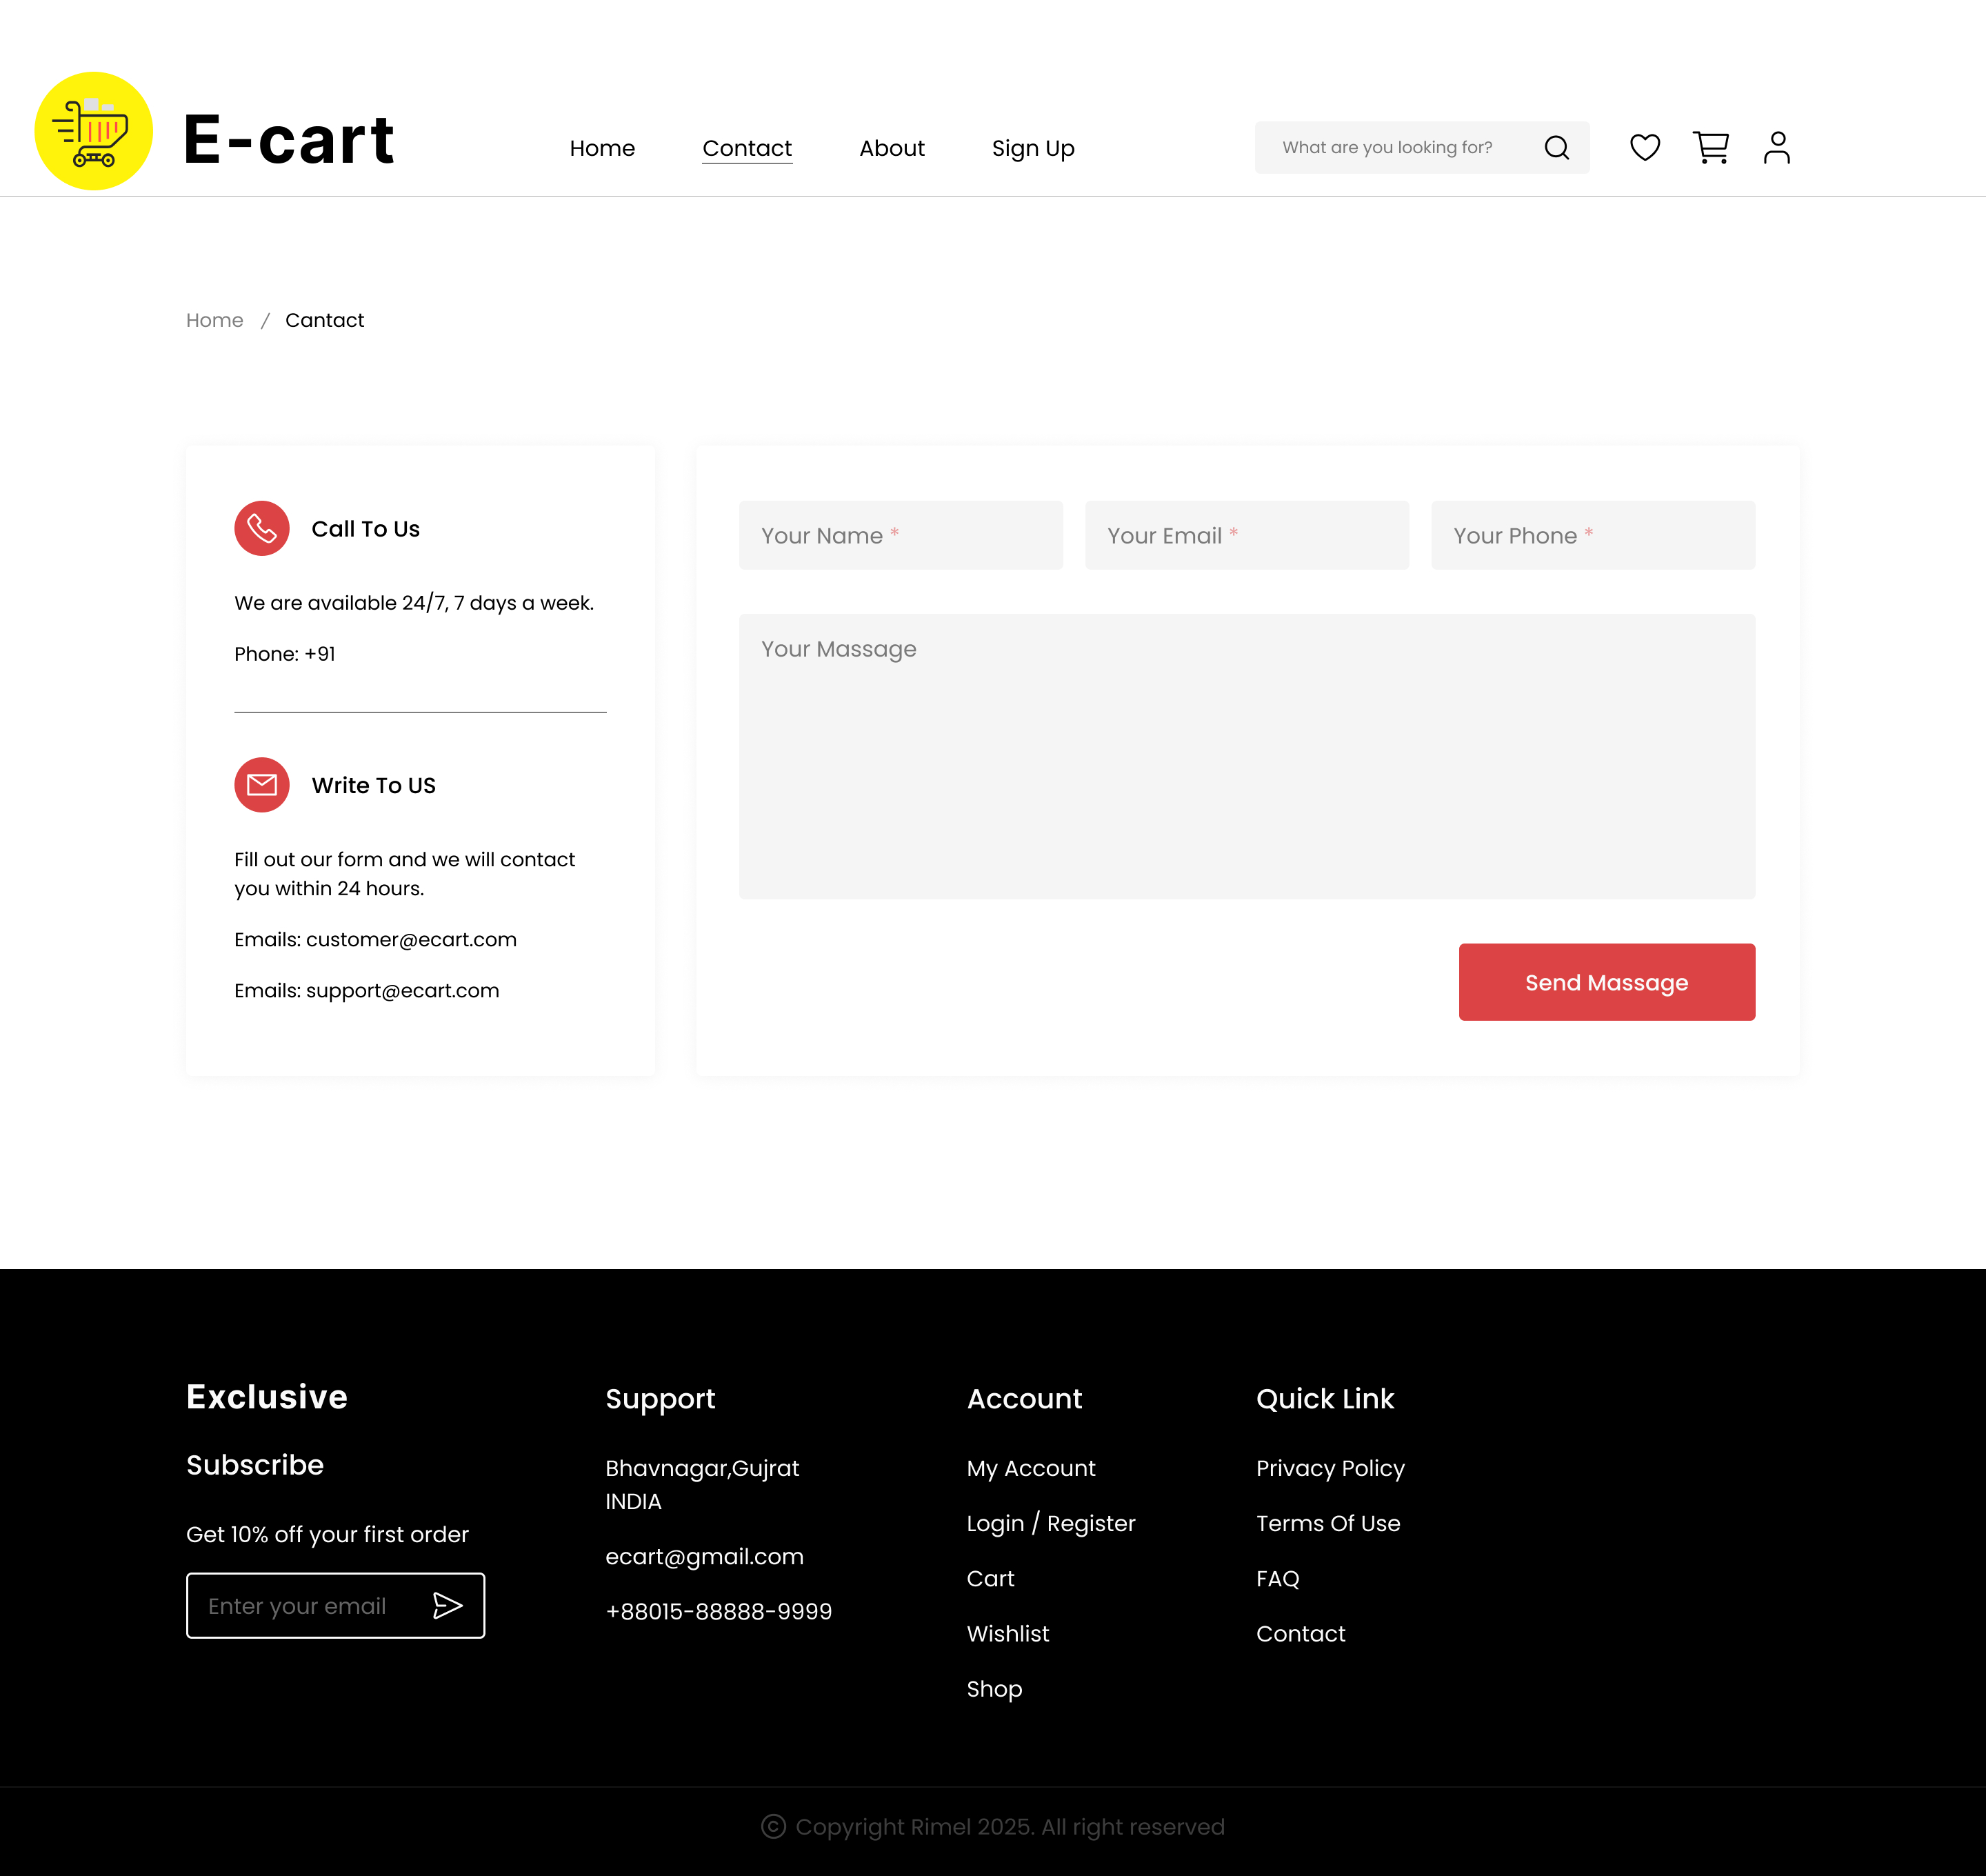 E-cart
Home
Contact
About
Sign Up
What are you looking for?
Home / Cantact
Call To Us
We are available 24/7, 7 days a week.
Phone: +91
Write To US
Fill out our form and we will contact
you within 24 hours.
Emails: customer@ecart.com
Emails: support@ecart.com
Your Name *
Your Email *
Your Phone *
Your Massage
Send Massage
Exclusive
Subscribe
Get 10% off your first order
Enter your email
Support
Bhavnagar,Gujrat
INDIA
ecart@gmail.com
+88015-88888-9999
Account
My Account
Login / Register
Cart
Wishlist
Shop
Quick Link
Privacy Policy
Terms Of Use
FAQ
Contact
© Copyright Rimel 2025. All right reserved